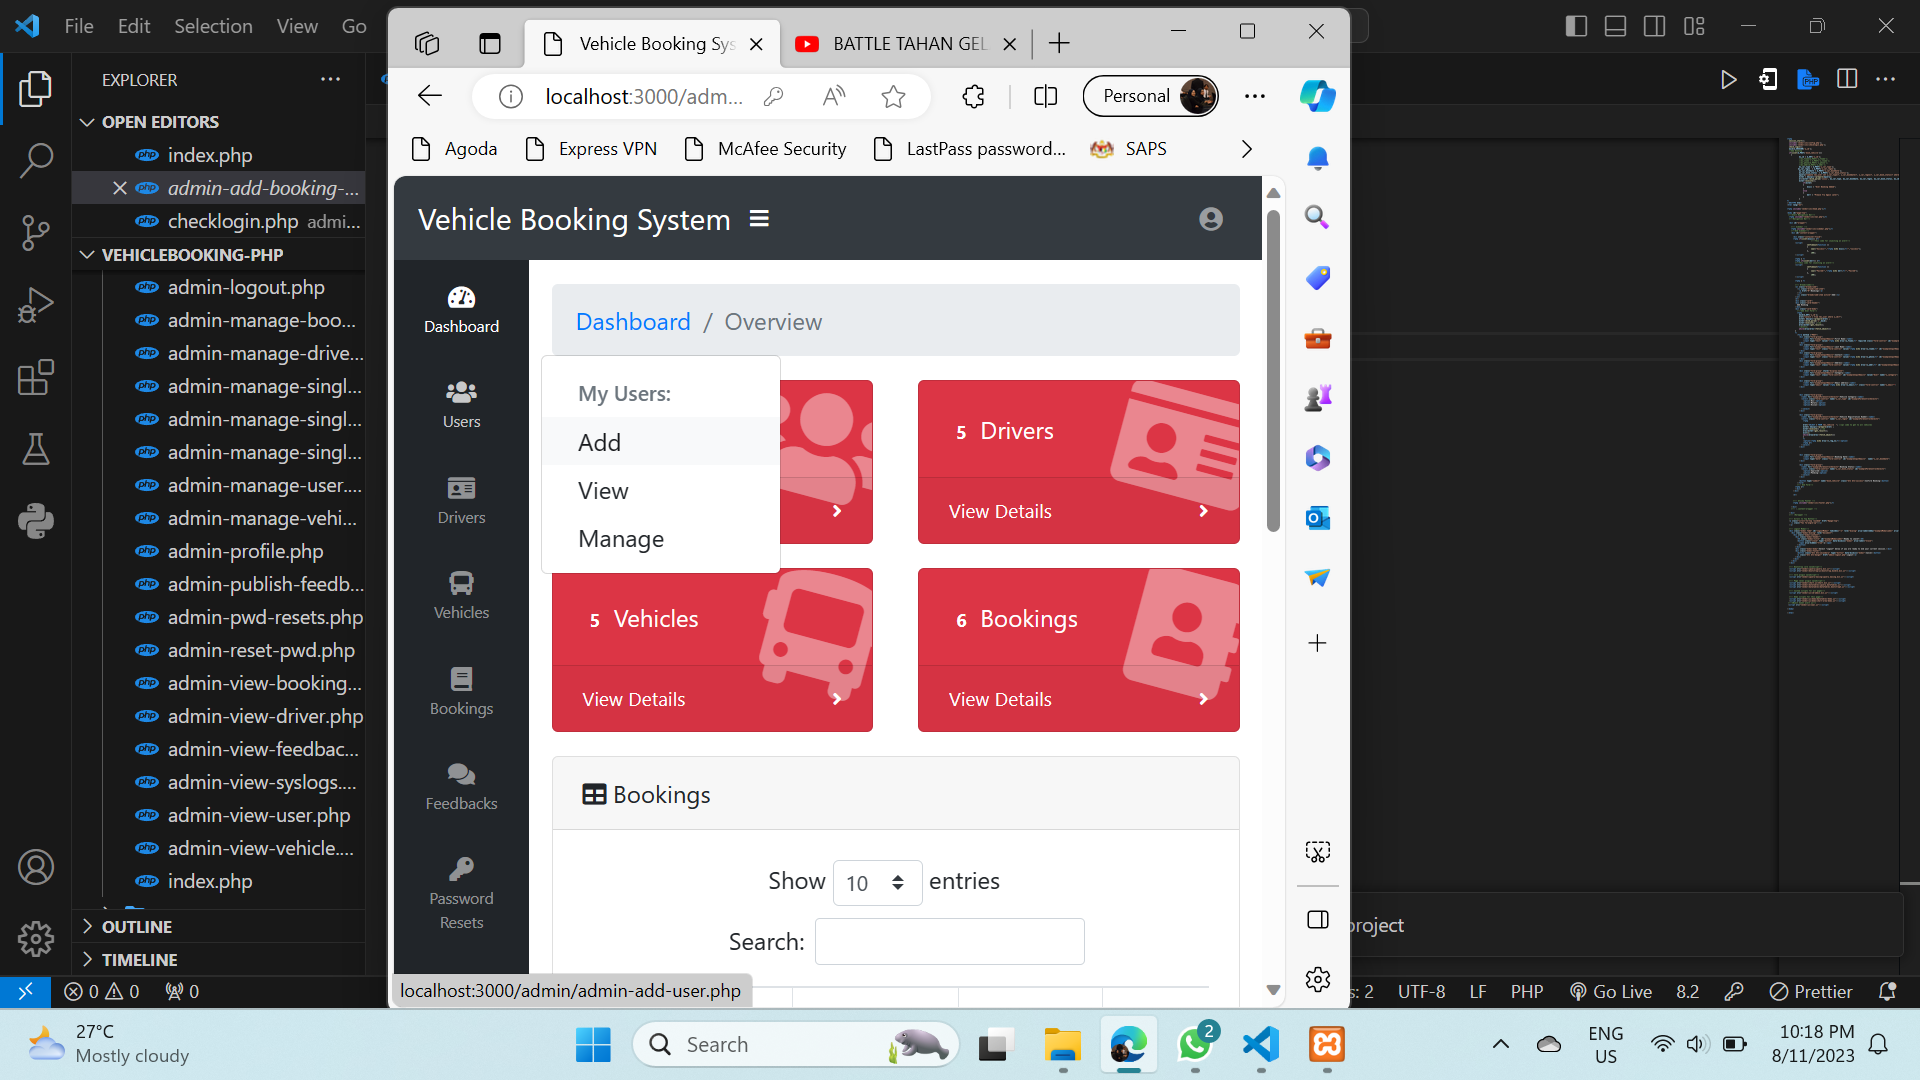 File Edit Selection View Go
EXPLORER
OPEN EDITORS
index.php
admin-add-booking-...
checklogin.php admi...
VEHICLEBOOKING-PHP
admin-logout.php
admin-manage-boo...
admin-manage-drive...
admin-manage-singl...
admin-manage-singl...
admin-manage-singl...
admin-manage-user....
admin-manage-vehi...
admin-profile.php
admin-publish-feedb...
admin-pwd-resets.php
admin-reset-pwd.php
admin-view-booking...
admin-view-driver.php
admin-view-feedbac...
admin-view-syslogs....
admin-view-user.php
admin-view-vehicle....
index.php
OUTLINE
TIMELINE
0 0 0
Vehicle Booking Sys
BATTLE TAHAN GEL
localhost:3000/adm...
Personal
Agoda
Express VPN
McAfee Security
LastPass password...
SAPS
Vehicle Booking System
Dashboard
Users
Drivers
Vehicles
Bookings
Feedbacks
Password
Resets
Dashboard / Overview
My Users:
Add
View
Manage
5 Drivers
View Details
5 Vehicles
View Details
6 Bookings
View Details
Bookings
Show 10 entries
Search:
localhost:3000/admin/admin-add-user.php
project
s: 2 UTF-8 LF PHP Go Live 8.2 Prettier
27°C
Mostly cloudy
Search
2
ENG
US
10:18 PM
8/11/2023